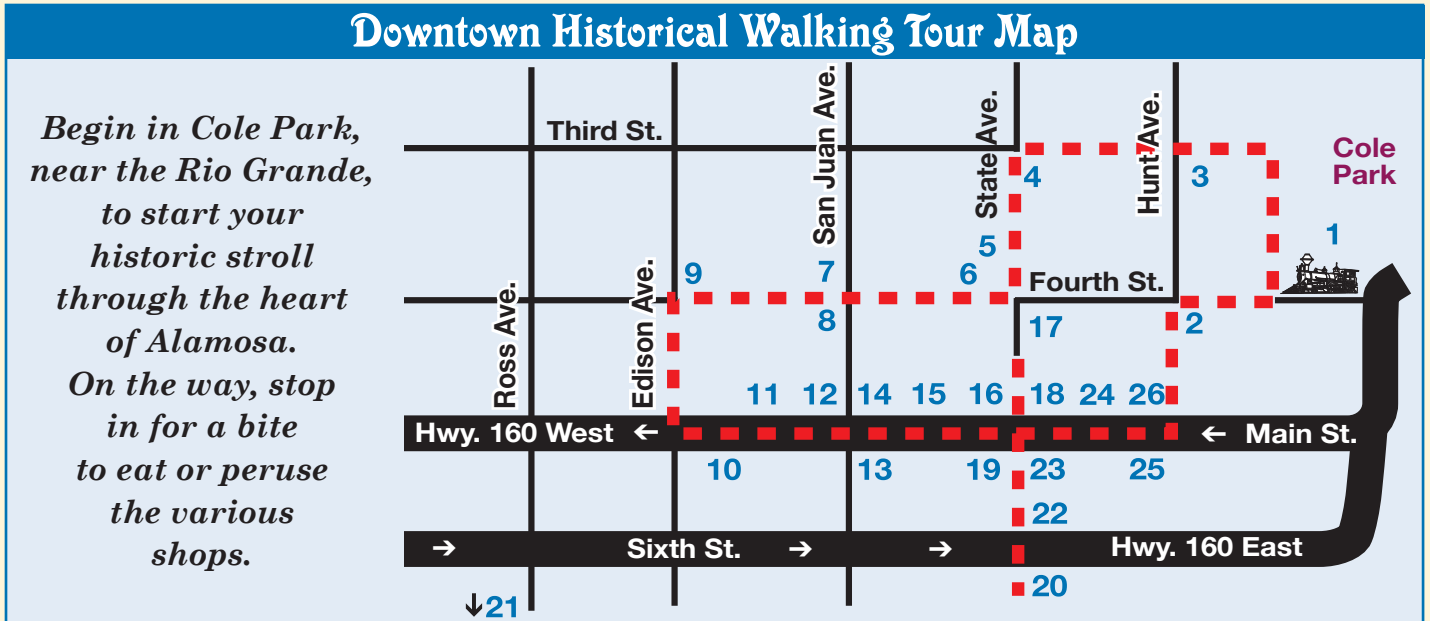 Downtown Historical Walking Tour Map
Begin in Cole Park,
near the Rio Grande,
to start your
historic stroll
through the heart
of Alamosa.
On the way, stop
in for a bite
to eat or peruse
the various
shops.
Third St.
San Juan Ave.
State Ave.
Hunt Ave.
Cole
Park
4
3
1
5
9
7
6
Fourth St.
Ross Ave.
Edison Ave.
8
17
2
11 12 14 15 16 18 24 26
Hwy. 160 West ←
← Main St.
10 13 19 23 25
22
→ Sixth St. → → Hwy. 160 East
20
↓21